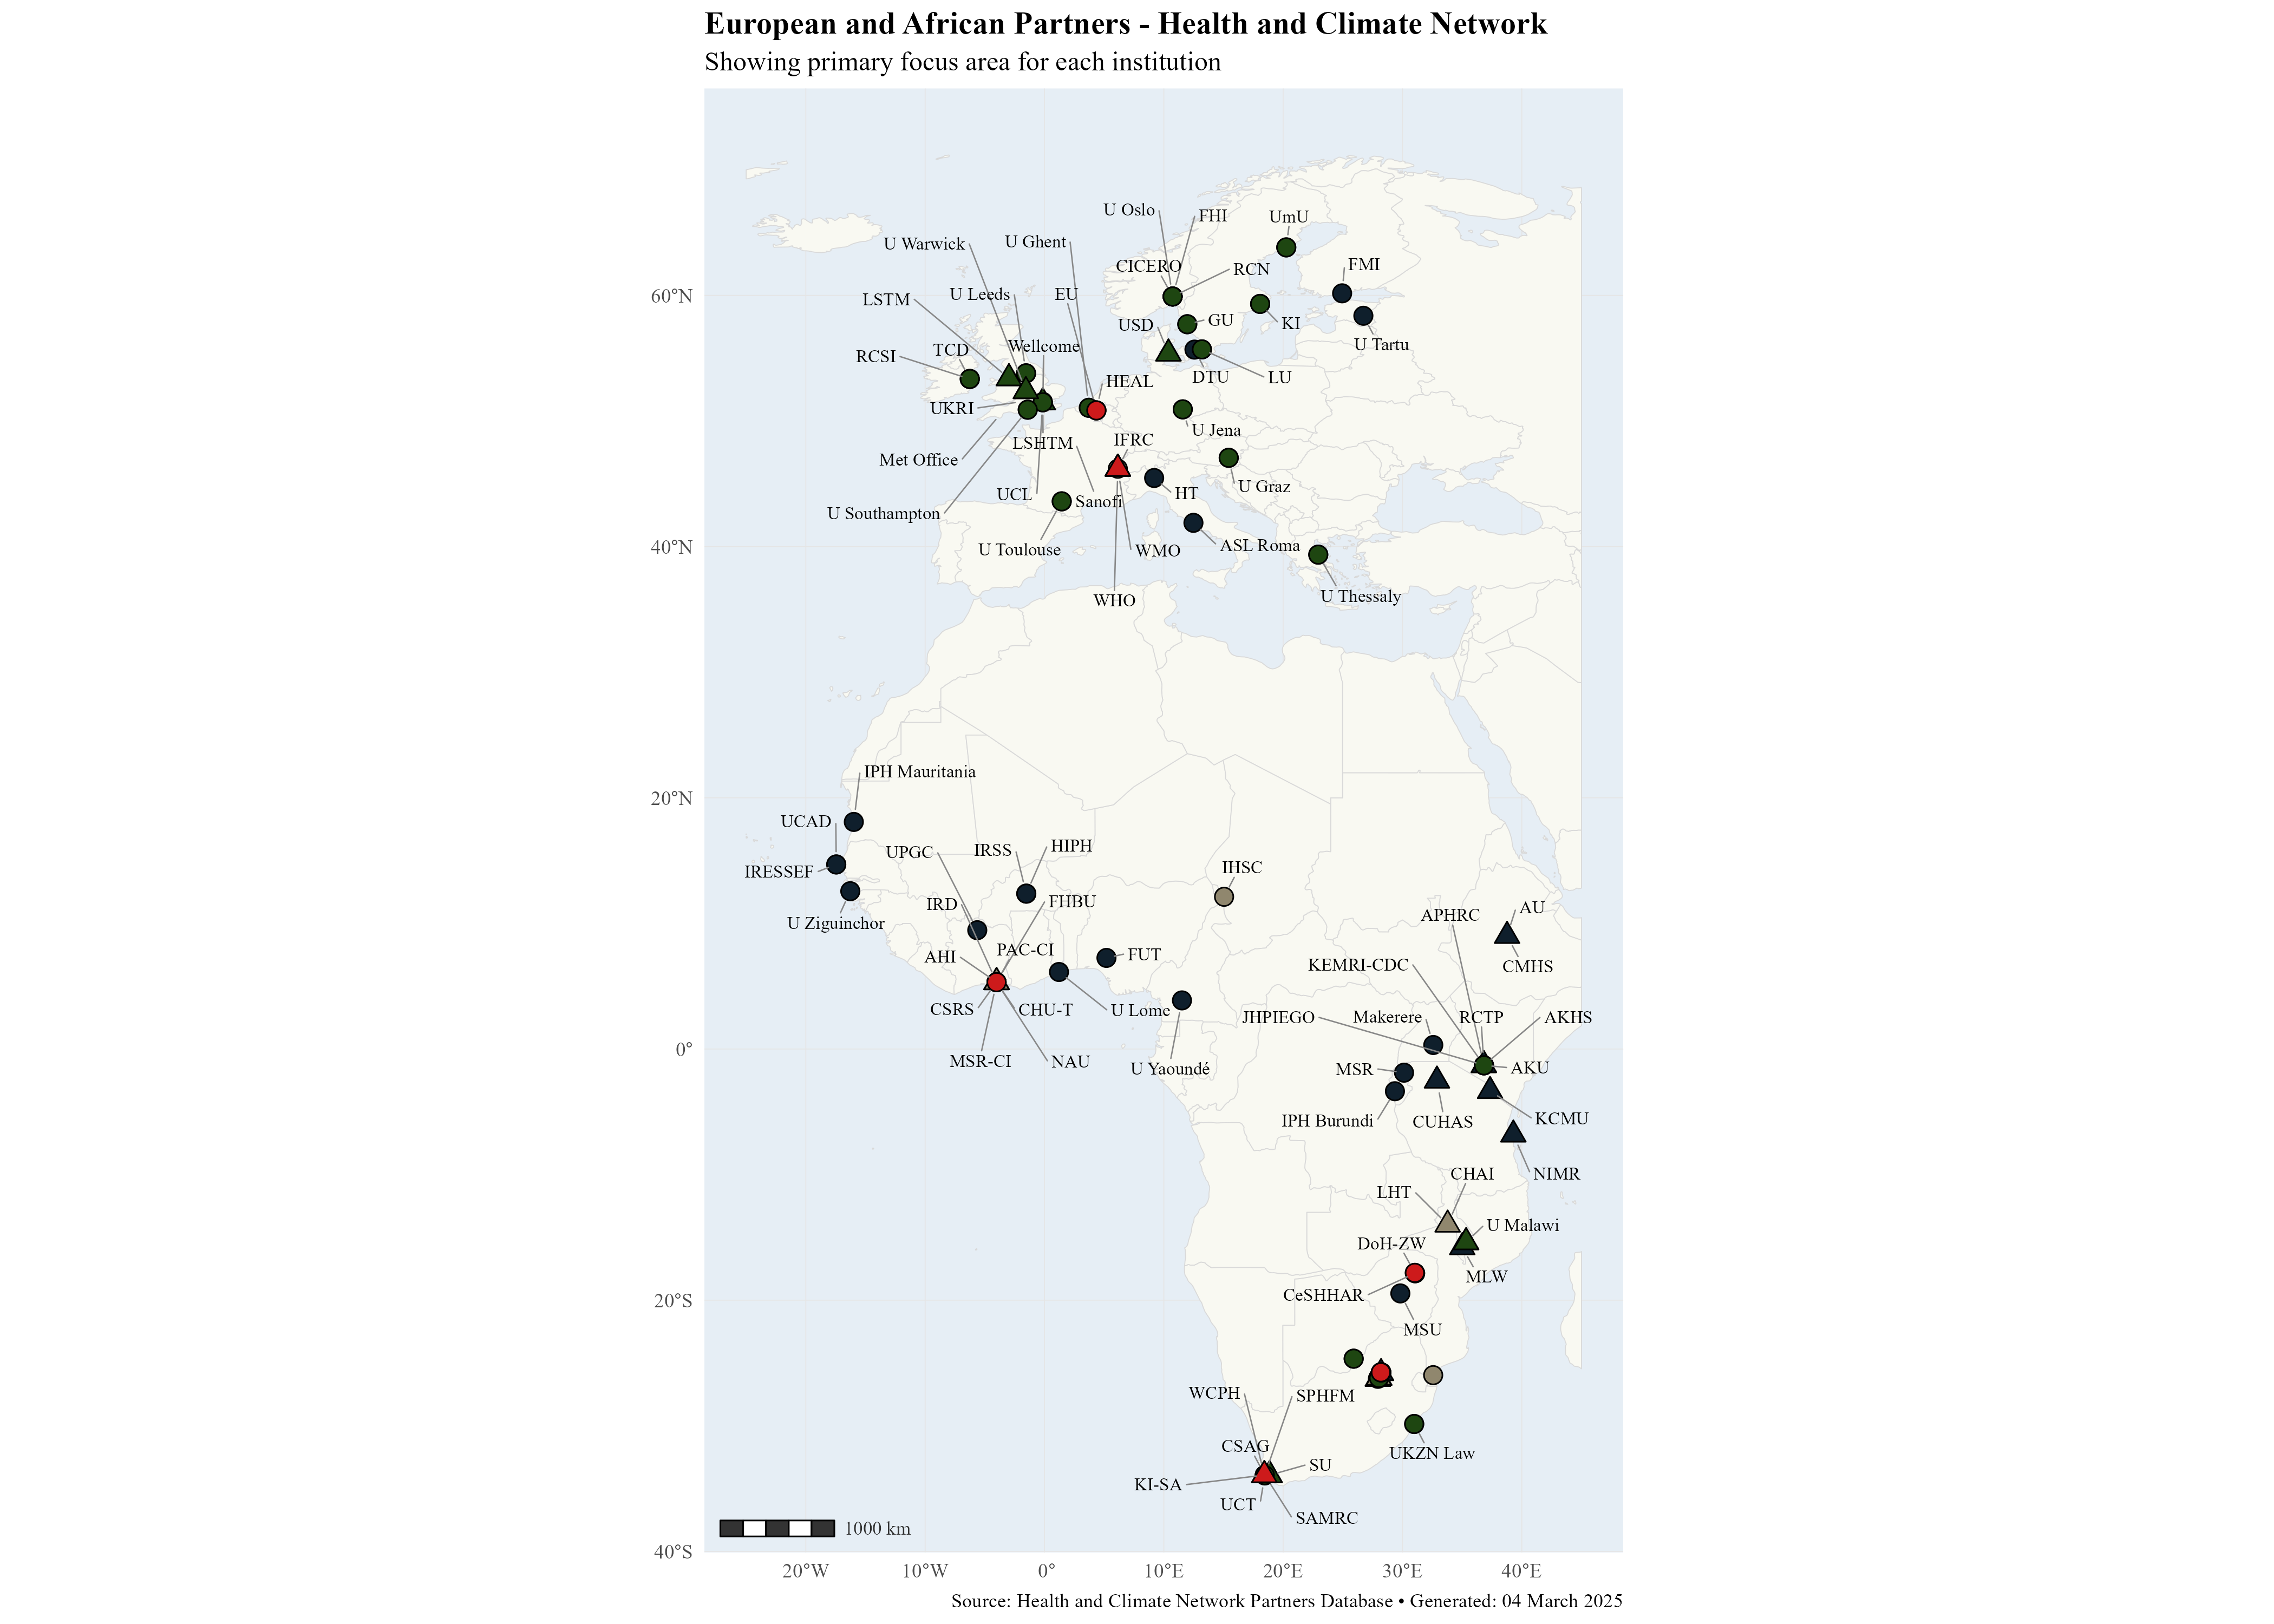 European and African Partners - Health and Climate Network
Showing primary focus area for each institution
U Oslo
FHI
UmU
U Warwick
U Ghent
CICERO
RCN
FMI
60°N
LSTM
U Leeds
EU
USD
GU
KI
U Tartu
RCSI
TCD
Wellcome
HEAL
DTU
LU
UKRI
U Jena
LSHTM
IFRC
Met Office
U Graz
UCL
Sanofi
HT
U Southampton
40°N
U Toulouse
WMO
ASL Roma
WHO
U Thessaly
IPH Mauritania
20°N
UCAD
UPGC
IRSS
HIPH
IRESSEF
IHSC
U Ziguinchor
IRD
FHBU
APHRC
AU
AHI
PAC-CI
FUT
KEMRI-CDC
CMHS
CSRS
CHU-T
U Lome
JHPIEGO
Makerere
RCTP
AKHS
0°
MSR-CI
NAU
U Yaoundé
MSR
AKU
IPH Burundi
CUHAS
KCMU
CHAI
NIMR
LHT
U Malawi
DoH-ZW
MLW
20°S
CeSHHAR
MSU
WCPH
SPHFM
CSAG
UKZN Law
SU
KI-SA
UCT
SAMRC
1000 km
40°S
20°W
10°W
0°
10°E
20°E
30°E
40°E
Source: Health and Climate Network Partners Database • Generated: 04 March 2025